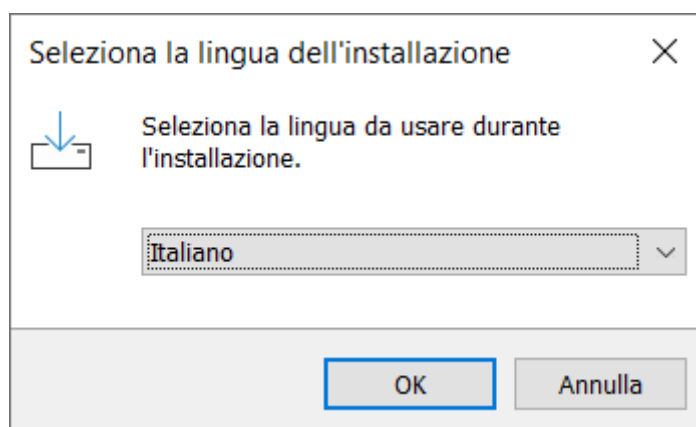 Seleziona la lingua dell'installazione
Seleziona la lingua da usare durante
l'installazione.
Italiano
OK
Annulla